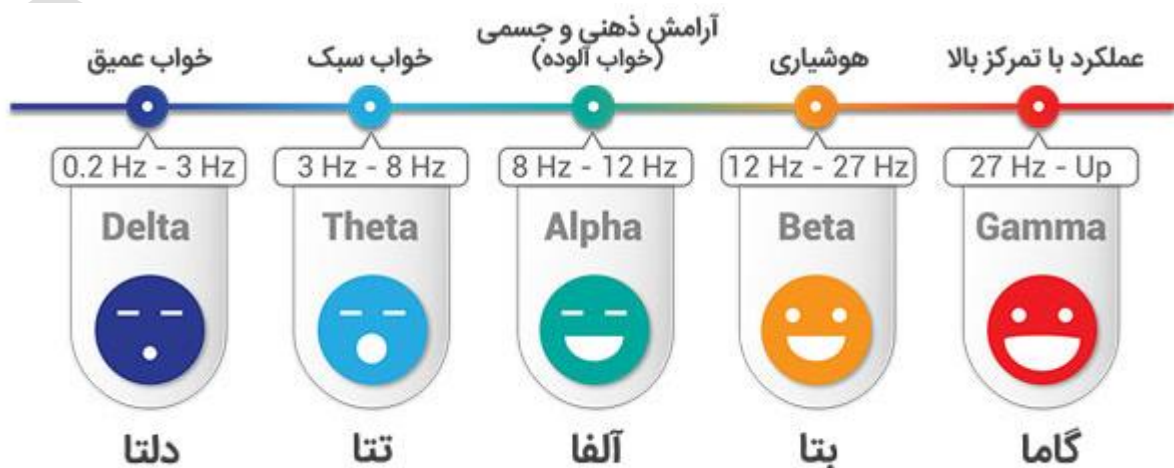 خواب عمیق
خواب سبک
آرامش ذهنی و جسمی
(خواب آلوده)
هوشیاری
عملکرد با تمرکز بالا
0.2 Hz - 3 Hz
3 Hz - 8 Hz
8 Hz - 12 Hz
12 Hz - 27 Hz
27 Hz - Up
Delta
Theta
Alpha
Beta
Gamma
دلتا
تتا
آلفا
بتا
گاما